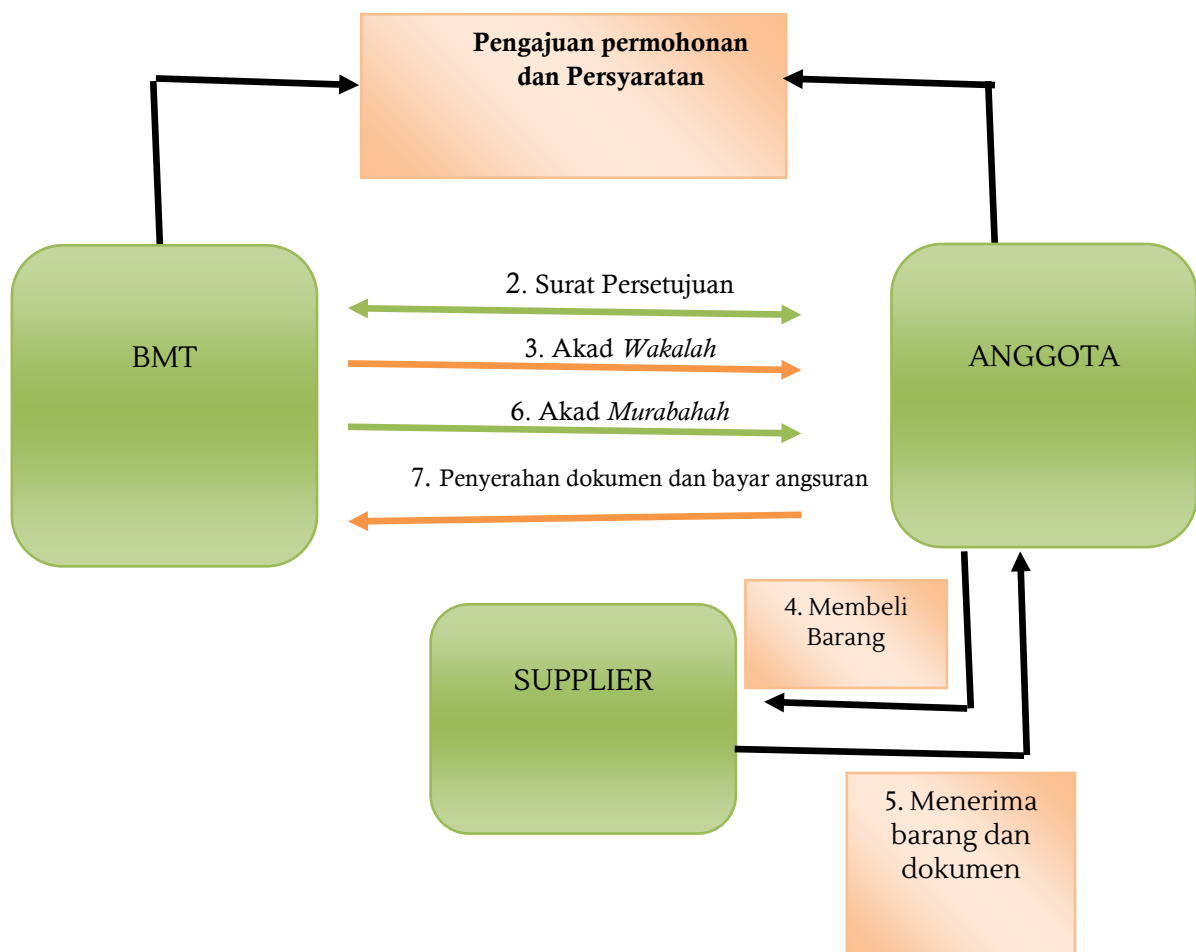 Pengajuan permohonan
dan Persyaratan
2. Surat Persetujuan
BMT
3. Akad Wakalah
ANGGOTA
6. Akad Murabahah
7. Penyerahan dokumen dan bayar angsuran
4. Membeli
Barang
SUPPLIER
5. Menerima
barang dan
dokumen